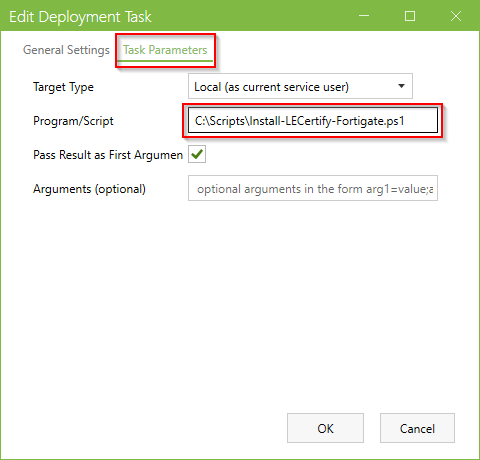 Edit Deployment Task
General Settings Task Parameters
Target Type Local (as current service user)
Program/Script C:\Scripts\Install-LECertify-Fortigate.ps1
Pass Result as First Argumen
Arguments (optional) optional arguments in the form arg1=value;a
OK Cancel